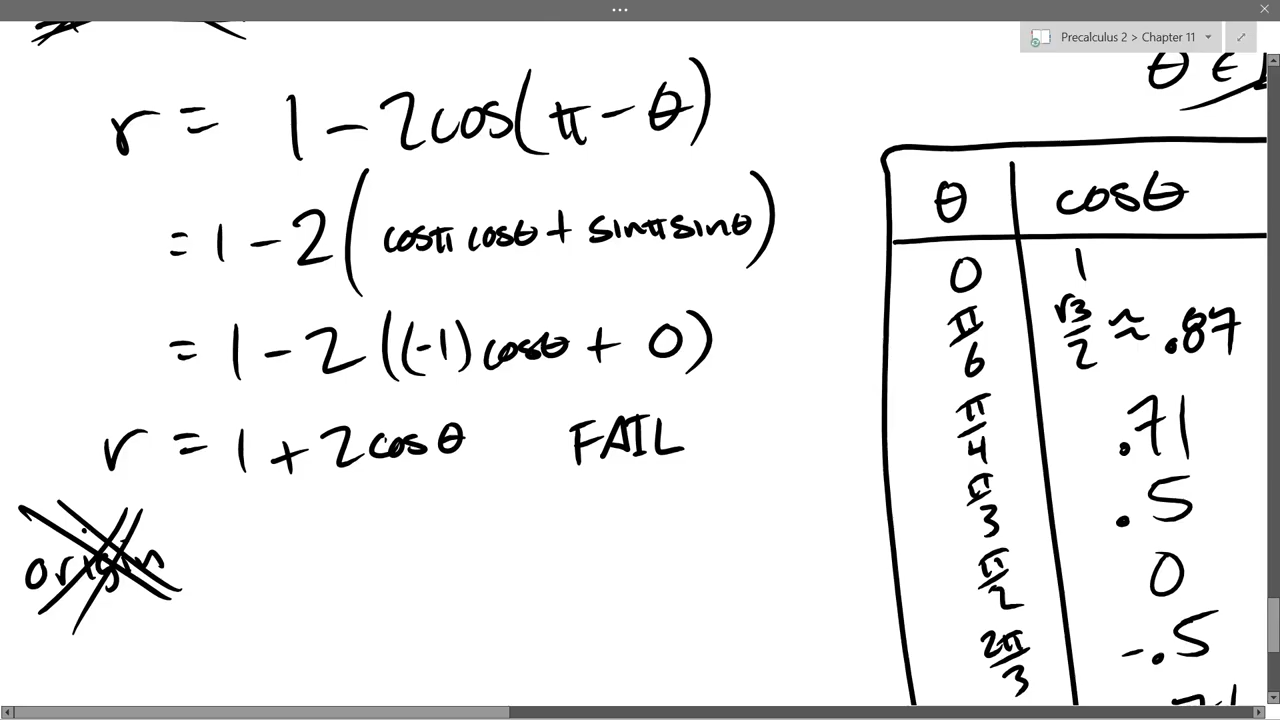 Precalculus 2 > Chapter 11
r = 1 - 2cos(π - θ)
= 1 - 2(cosπ cosθ + sinπ sinθ)
= 1 - 2((-1)cosθ + 0)
r = 1 + 2cosθ FAIL
origin
θ ∈
θ cosθ
0 1
π/6 √3/2 ≈ .87
π/4 .71
π/3 .5
π/2 0
2π/3 -.5